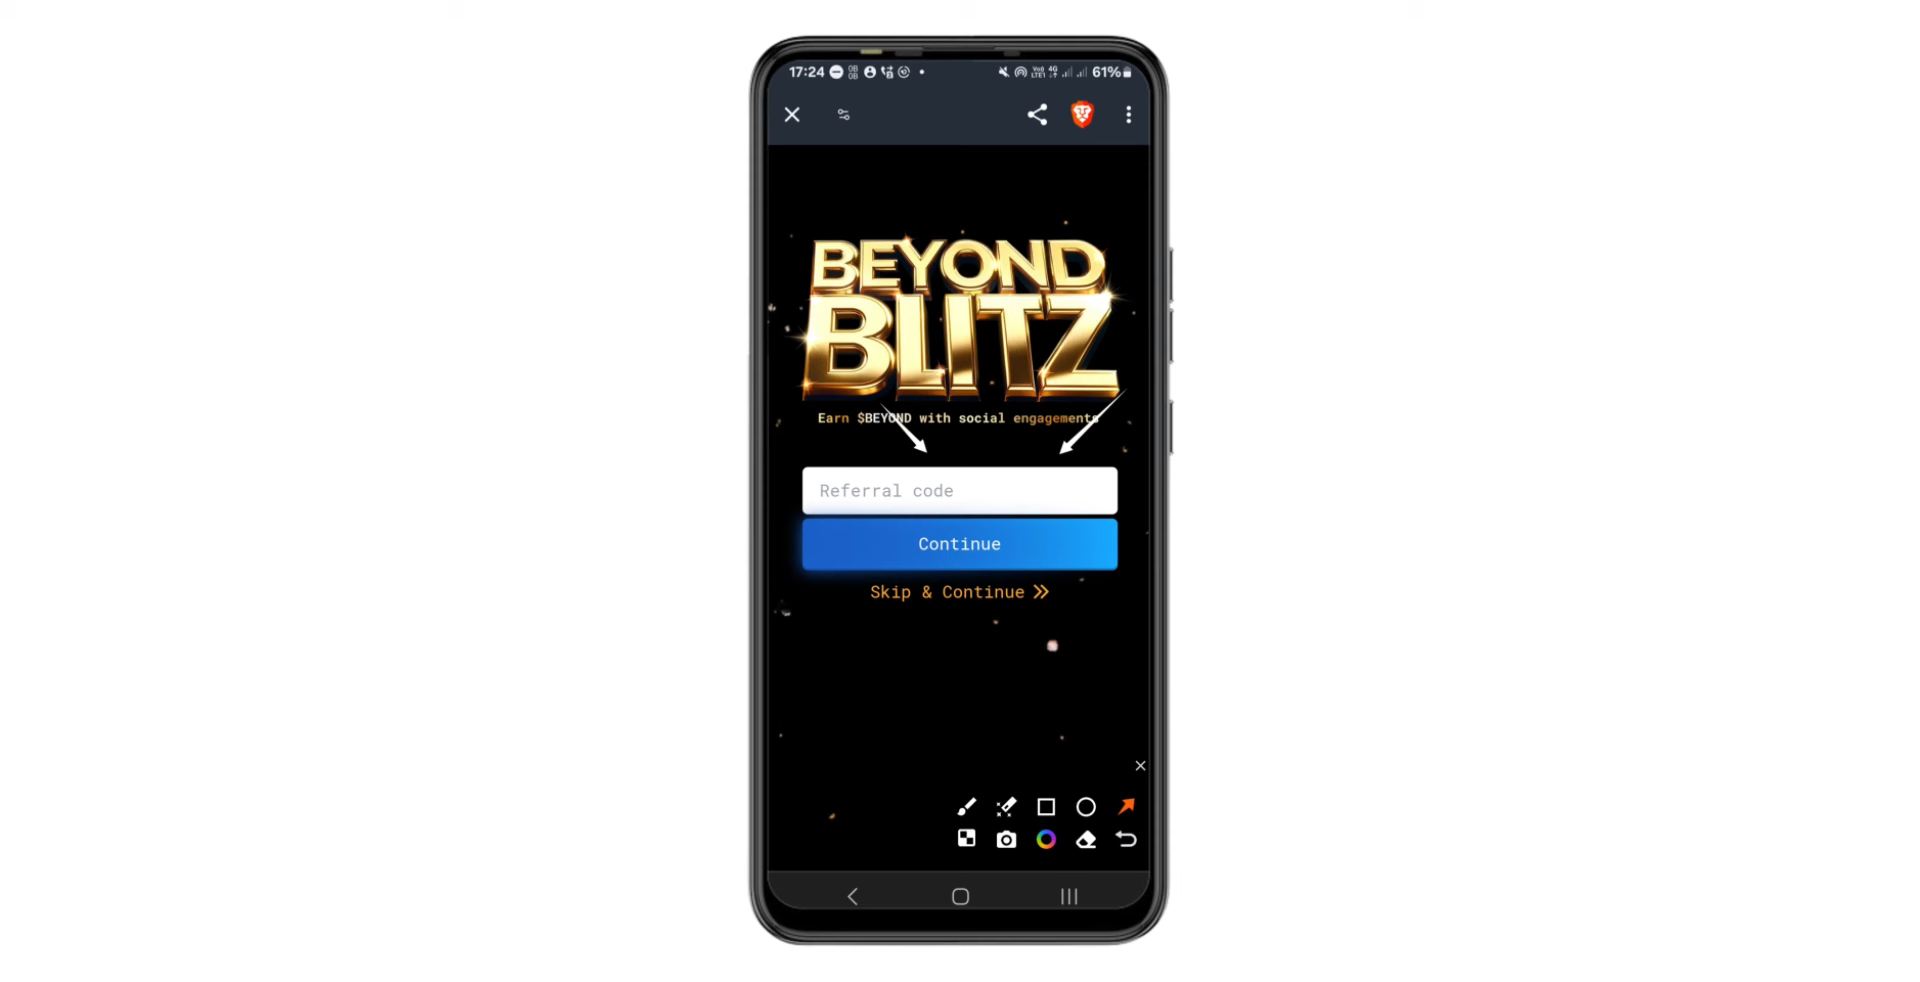 17:24 61%
BEYOND
BLITZ
Earn $BEYOND with social engagements
Referral code
Continue
Skip & Continue